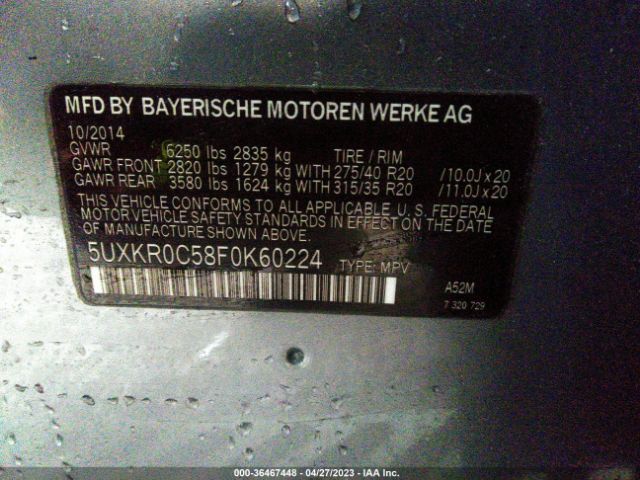 MFD BY BAYERISCHE MOTOREN WERKE AG
10/2014
GVWR 6250 lbs 2835 kg TIRE / RIM
GAWR FRONT 2820 lbs 1279 kg WITH 275/40 R20 /10.0J x 20
GAWR REAR 3580 lbs 1624 kg WITH 315/35 R20 /11.0J x 20
THIS VEHICLE CONFORMS TO ALL APPLICABLE U. S. FEDERAL
MOTOR VEHICLE SAFETY STANDARDS IN EFFECT ON THE DATE
OF MANUFACTURE SHOWN ABOVE.
5UXKR0C58F0K60224 TYPE: MPV
A52M
7 320 729
000-36467448 - 04/27/2023 - IAA Inc.